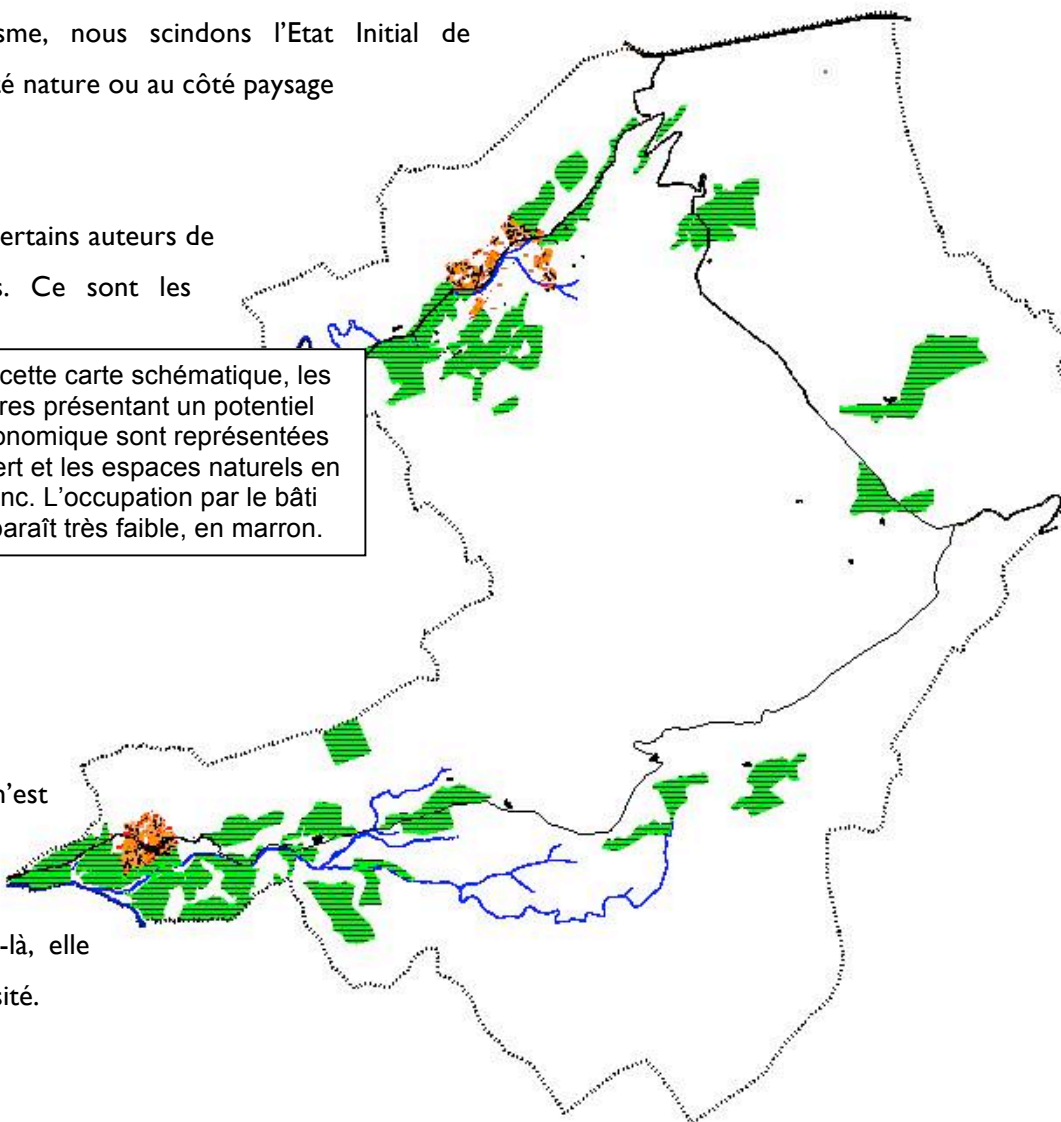 sme, nous scindons l'Etat Initial de
té nature ou au côté paysage
ertains auteurs de
s. Ce sont les
cette carte schématique, les
res présentant un potentiel
onomique sont représentées
ert et les espaces naturels en
nc. L'occupation par le bâti
paraît très faible, en marron.
n'est
-là, elle
sité.